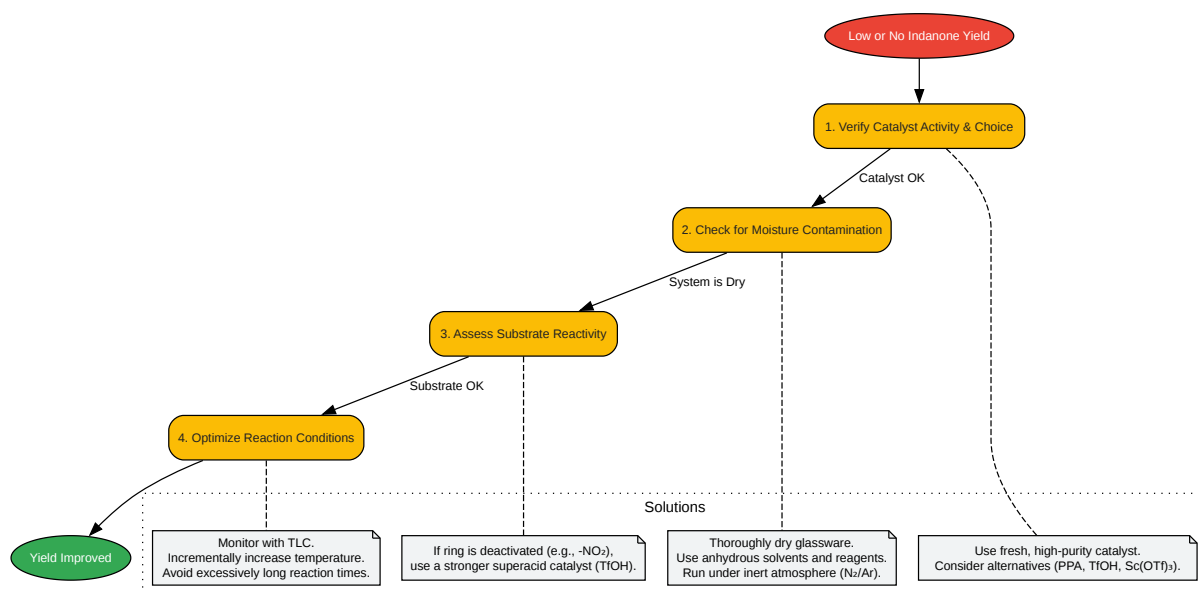 Low or No Indanone Yield
1. Verify Catalyst Activity & Choice
Catalyst OK
2. Check for Moisture Contamination
System is Dry
3. Assess Substrate Reactivity
Substrate OK
4. Optimize Reaction Conditions
Solutions
Yield Improved
Monitor with TLC.
Incrementally increase temperature.
Avoid excessively long reaction times.
If ring is deactivated (e.g., -NO₂),
use a stronger superacid catalyst (TfOH).
Thoroughly dry glassware.
Use anhydrous solvents and reagents.
Run under inert atmosphere (N₂/Ar).
Use fresh, high-purity catalyst.
Consider alternatives (PPA, TfOH, Sc(OTf)₃).